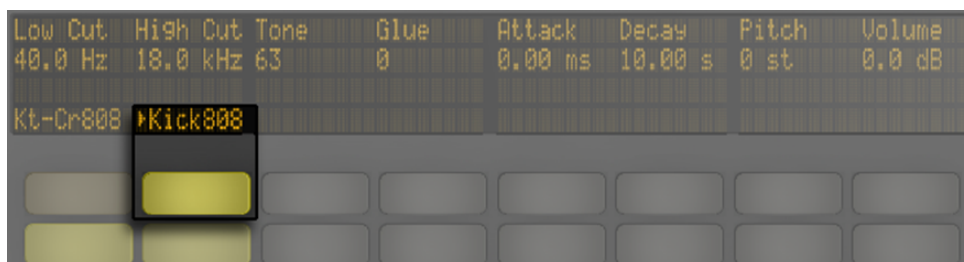 Low Cut High Cut Tone Glue Attack Decay Pitch Volume
40.0 Hz 18.0 kHz 63 0 0.00 ms 10.00 s 0 st 0.0 dB
Kt-Cr808 ▸Kick808